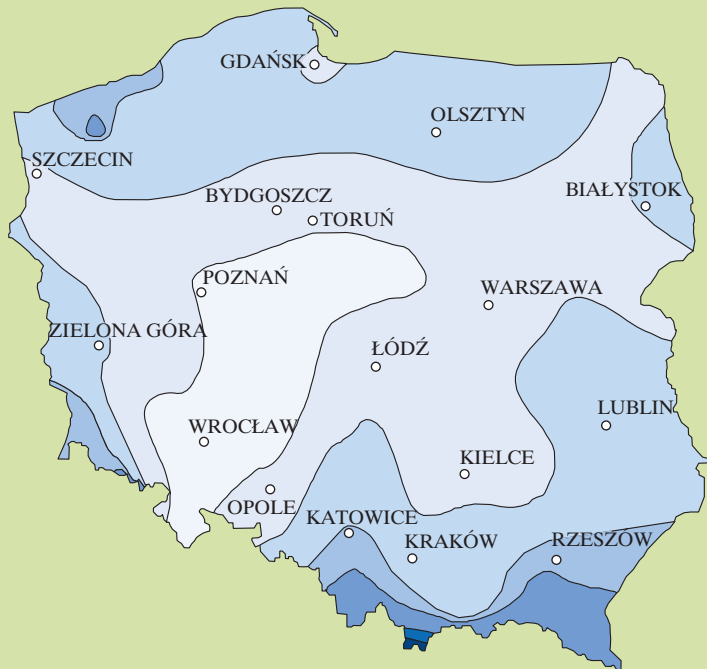 GDAŃSK
OLSZTYN
SZCZECIN
BIAŁYSTOK
BYDGOSZCZ
TORUŃ
POZNAŃ
WARSZAWA
ZIELONA GÓRA
ŁÓDŹ
LUBLIN
WROCŁAW
KIELCE
OPOLE
KATOWICE
KRAKÓW
RZESZÓW